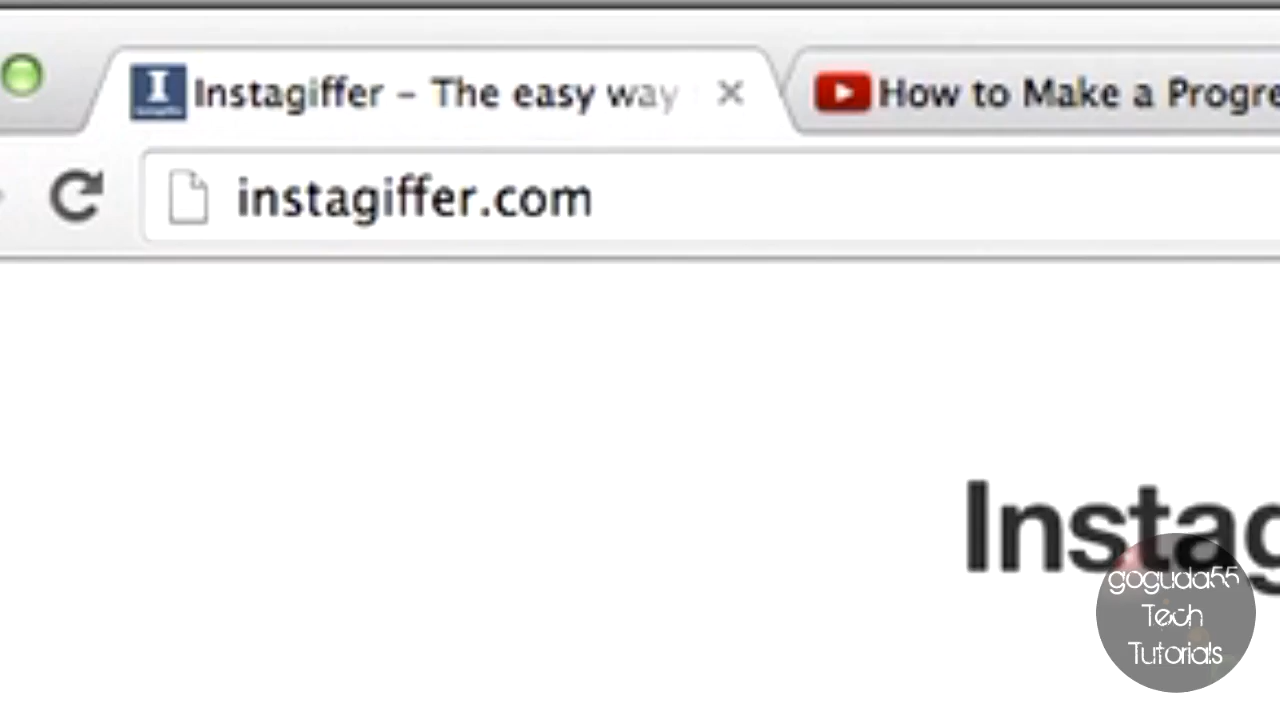 Instagiffer – The easy way
How to Make a Progre
instagiffer.com
Instag
goguda55
Tech
Tutorials